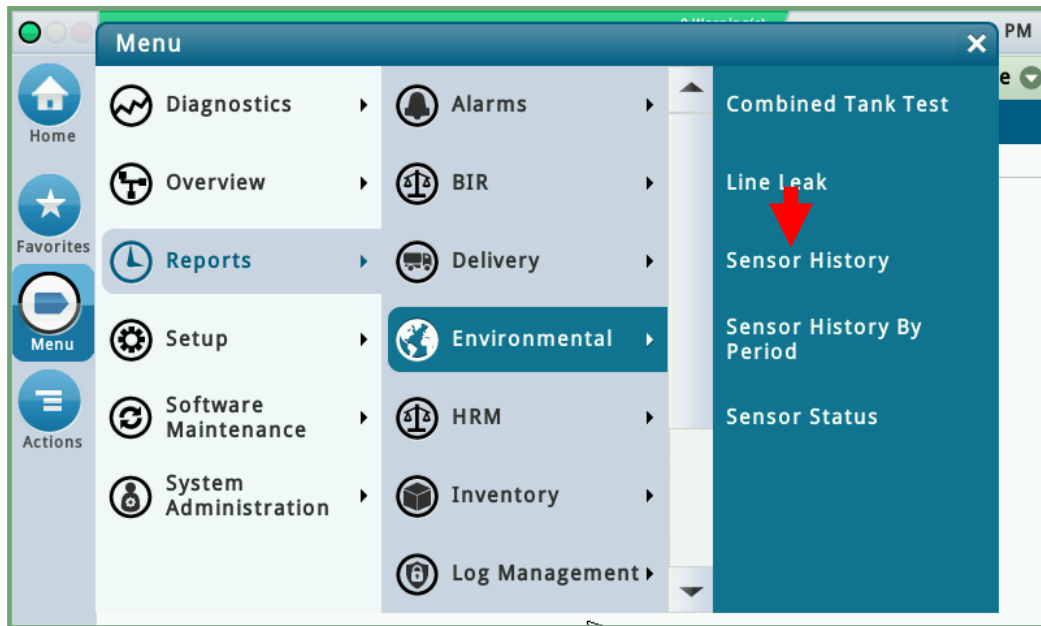 PM
Menu
e
Home
Favorites
Menu
Actions
Diagnostics
Overview
Reports
Setup
Software
Maintenance
System
Administration
Alarms
BIR
Delivery
Environmental
HRM
Inventory
Log Management
Combined Tank Test
Line Leak
Sensor History
Sensor History By
Period
Sensor Status